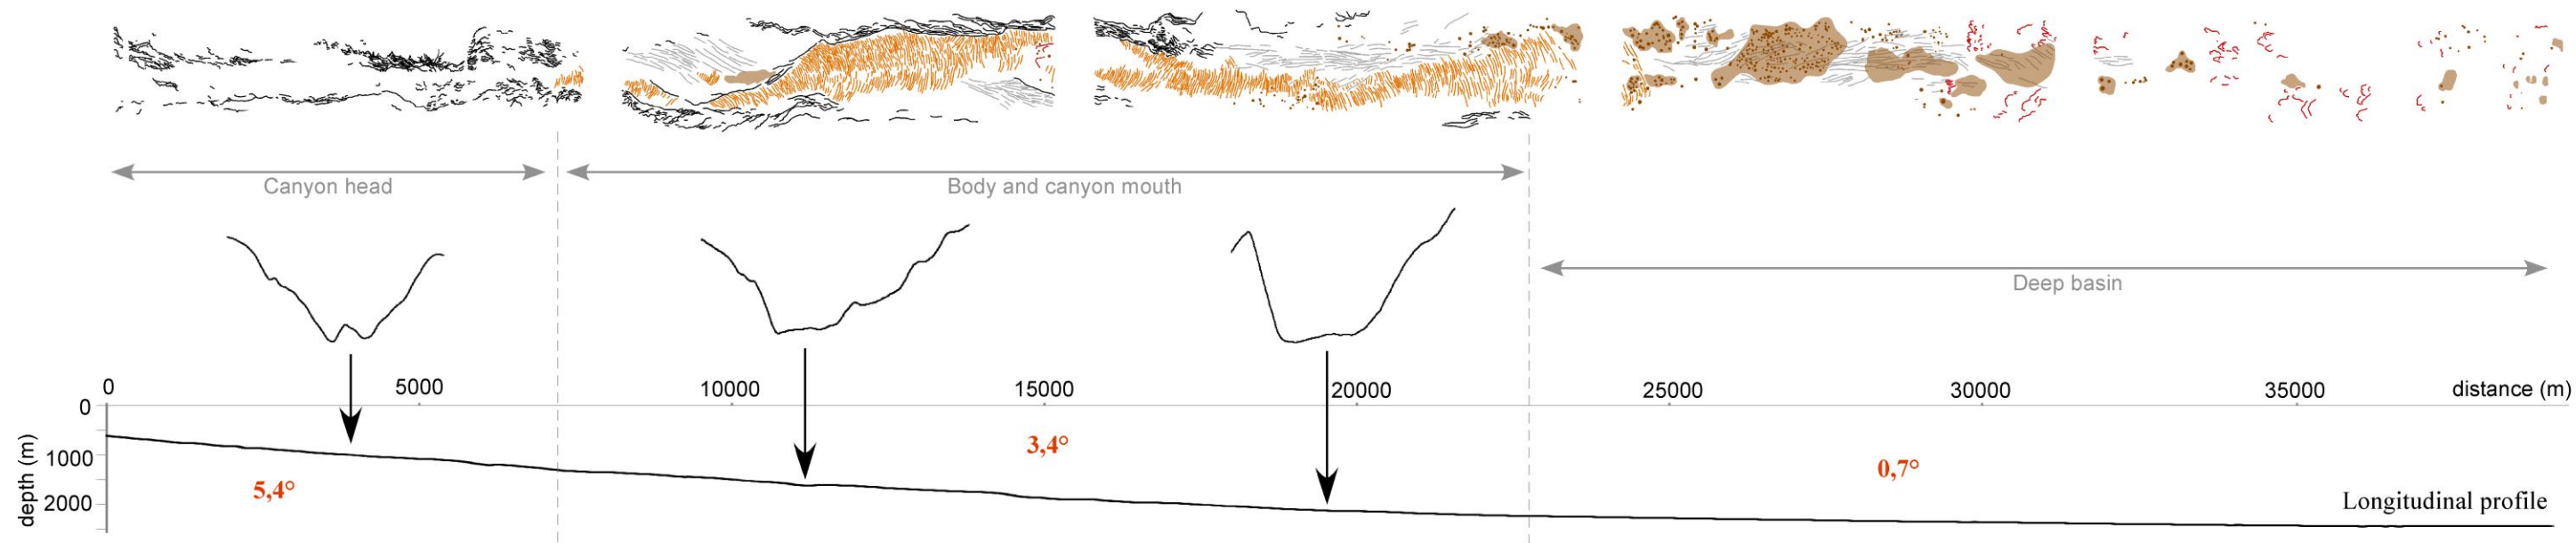 Canyon head
Body and canyon mouth
Deep basin
0 5000 10000 15000 20000 25000 30000 35000 distance (m)
0
1000
2000
depth (m)
5,4°
3,4°
0,7°
Longitudinal profile